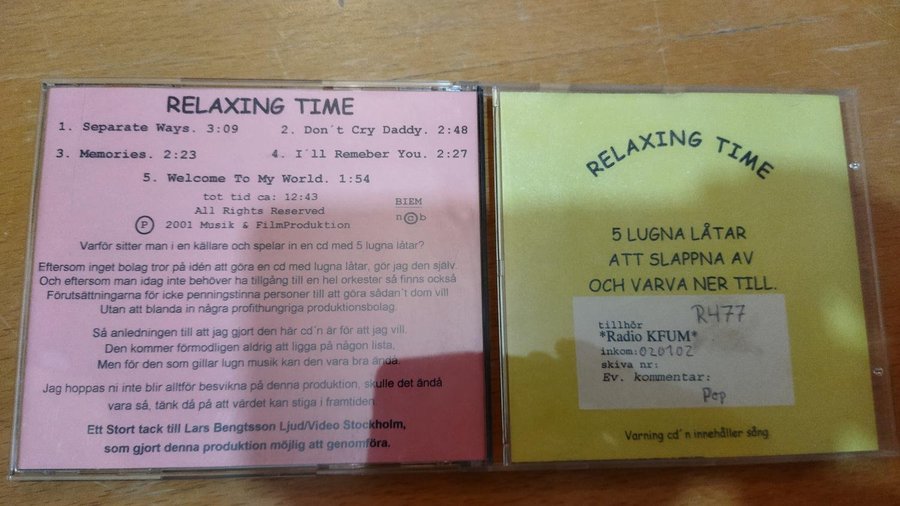 RELAXING TIME
1. Separate Ways. 3:09 2. Don´t Cry Daddy. 2:48
3. Memories. 2:23 4. I´ll Remeber You. 2:27
5. Welcome To My World. 1:54
tot tid ca: 12:43
All Rights Reserved
BIEM
n@b
P 2001 Musik & FilmProduktion
Varför sitter man i en källare och spelar in en cd med 5 lugna låtar?
Eftersom inget bolag tror på idén att göra en cd med lugna låtar, gör jag den själv.
Och eftersom man idag inte behöver ha tillgång till en hel orkester så finns också
Förutsättningarna för icke penningstinna personer till att göra sådan´t dom vill
Utan att blanda in några profithungriga produktionsbolag.
Så anledningen till att jag gjort den här cd´n är för att jag vill.
Den kommer förmodligen aldrig att ligga på någon lista,
Men för den som gillar lugn musik kan den vara bra ända.
Jag hoppas ni inte blir alltför besvikna på denna produktion, skulle det ändå
vara så, tänk då på att värdet kan stiga i framtiden.
Ett Stort tack till Lars Bengtsson Ljud/Video Stockholm,
som gjort denna produktion möjlig att genomföra.
RELAXING TIME
5 LUGNA LÅTAR
ATT SLAPPNA AV
OCH VARVA NER TILL.
R477
tillhör
*Radio KFUM*
inkom: 020102
skiva nr:
Ev. kommentar:
Pop
Varning cd´n innehåller sång